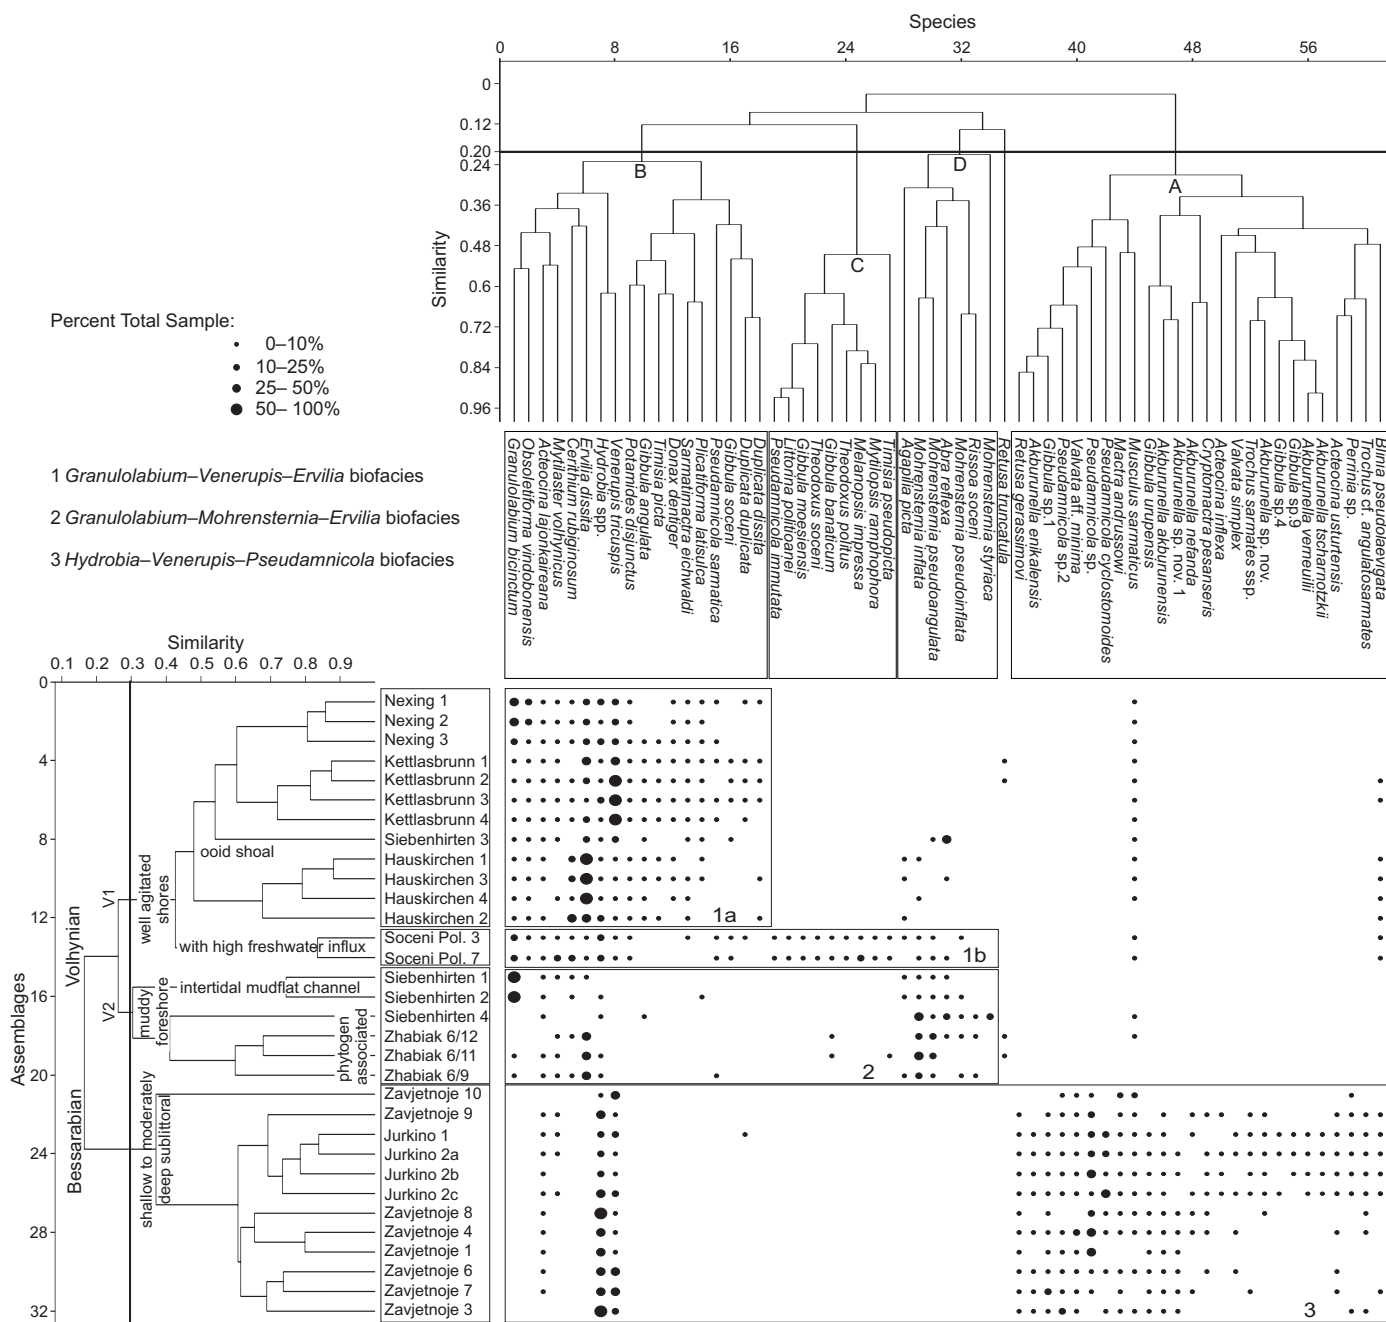 Species
0 8 16 24 32 40 48 56
0
0.12
0.20
0.24
0.36
0.48
0.6
0.72
0.84
0.96
Similarity
B
D
A
C
Percent Total Sample:
0–10%
10–25%
25– 50%
50– 100%
1 Granulolabium–Venerupis–Ervilia biofacies
2 Granulolabium–Mohrensternia–Ervilia biofacies
3 Hydrobia–Venerupis–Pseudamnicola biofacies
Granulolabium bicinctum
Obsoletiforma vindobonensis
Acteocina lajonkaireana
Mytilaster volhynicus
Cerithium rubiginosum
Ervilia dissita
Hydrobia spp.
Venerupis tricuspis
Potamides disjunctus
Gibbula angulata
Timisia picta
Donax dentiger
Sarmatimactra eichwaldi
Plicatiforma latisulca
Pseudamnicola sarmatica
Gibbula soceni
Duplicata duplicata
Duplicata dissita
Pseudamnicola immutata
Littorina politioanei
Gibbula moesiensis
Theodoxus soceni
Gibbula banaticum
Theodoxus politus
Melanopsis impressa
Mytilopsis ramphophora
Timisia pseudopicta
Agapilia picta
Mohrensternia inflata
Mohrensternia pseudoangulata
Abra reflexa
Mohrensternia pseudoinflata
Rissoa soceni
Mohrensternia styriaca
Retusa truncatula
Retusa gerassimovi
Akburunella enikalensis
Gibbula sp.1
Pseudamnicola sp.2
Valvata aff. minima
Pseudamnicola sp.
Pseudamnicola cyclostomoides
Mactra andrussowi
Musculus sarmaticus
Gibbula urupensis
Akburunella akburunensis
Akburunella sp. nov. 1
Akburunella nefanda
Cryptomactra pesanseris
Acteocina inflexa
Valvata simplex
Trochus sarmates ssp.
Akburunella sp. nov.
Gibbula sp.4
Gibbula sp.9
Akburunella verneuilii
Akburunella tscharnotzkii
Acteocina usturtensis
Pernia sp.
Trochus cf. angulatosarmates
Blima pseudolaevigata
Similarity
0.1 0.2 0.3 0.4 0.5 0.6 0.7 0.8 0.9
0
4
8
12
16
20
24
28
32
Assemblages
Volhynian
Bessarabian
V1
V2
well agitated
shores
muddy
foreshore
shallow to moderately
deep sublittoral
ooid shoal
with high freshwater influx
intertidal mudflat channel
phytogen
associated
Nexing 1
Nexing 2
Nexing 3
Kettlasbrunn 1
Kettlasbrunn 2
Kettlasbrunn 3
Kettlasbrunn 4
Siebenhirten 3
Hauskirchen 1
Hauskirchen 3
Hauskirchen 4
Hauskirchen 2
Soceni Pol. 3
Soceni Pol. 7
Siebenhirten 1
Siebenhirten 2
Siebenhirten 4
Zhabiak 6/12
Zhabiak 6/11
Zhabiak 6/9
Zavjetnoje 10
Zavjetnoje 9
Jurkino 1
Jurkino 2a
Jurkino 2b
Jurkino 2c
Zavjetnoje 8
Zavjetnoje 4
Zavjetnoje 1
Zavjetnoje 6
Zavjetnoje 7
Zavjetnoje 3
1a
1b
2
3